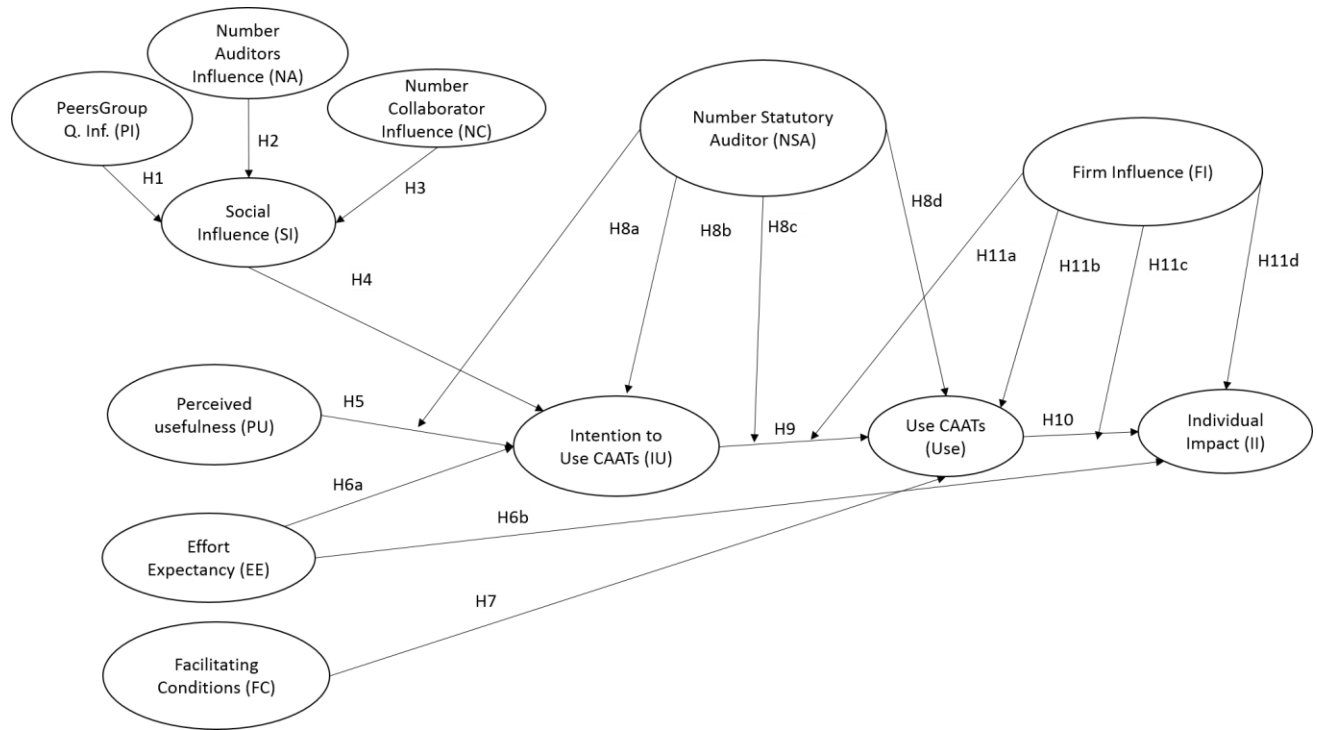 Number
Auditors
Influence (NA)
PeersGroup
Q. Inf. (PI)
Number
Collaborator
Influence (NC)
H2
H1
H3
Social
Influence (SI)
Number Statutory
Auditor (NSA)
Firm Influence (FI)
H8a
H8b
H8c
H8d
H11a
H11b
H11c
H11d
H4
Perceived
usefulness (PU)
H5
Intention to
Use CAATs (IU)
H9
Use CAATs
(Use)
H10
Individual
Impact (II)
H6a
H6b
Effort
Expectancy (EE)
H7
Facilitating
Conditions (FC)